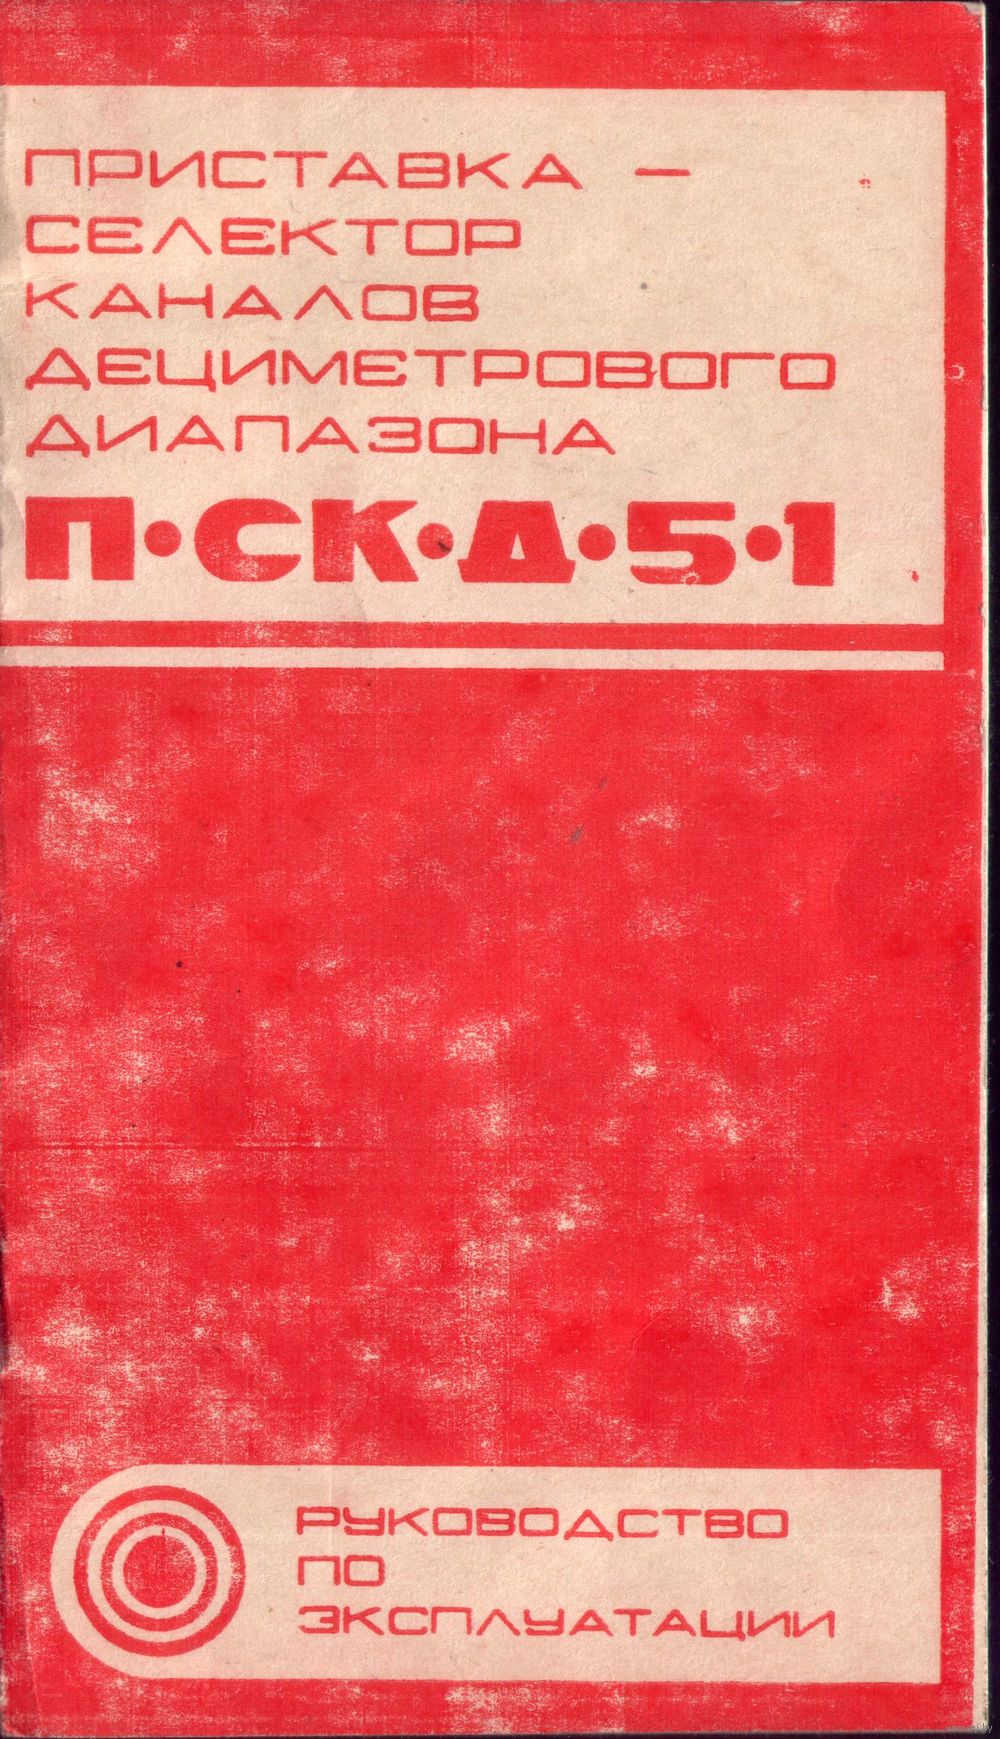 ПРИСТАВКА –
СЕЛЕКТОР
КАНАЛОВ
ДЕЦИМЕТРОВОГО
ДИАПАЗОНА
П·СК·Д·5·1
РУКОВОДСТВО
ПО
ЭКСПЛУАТАЦИИ